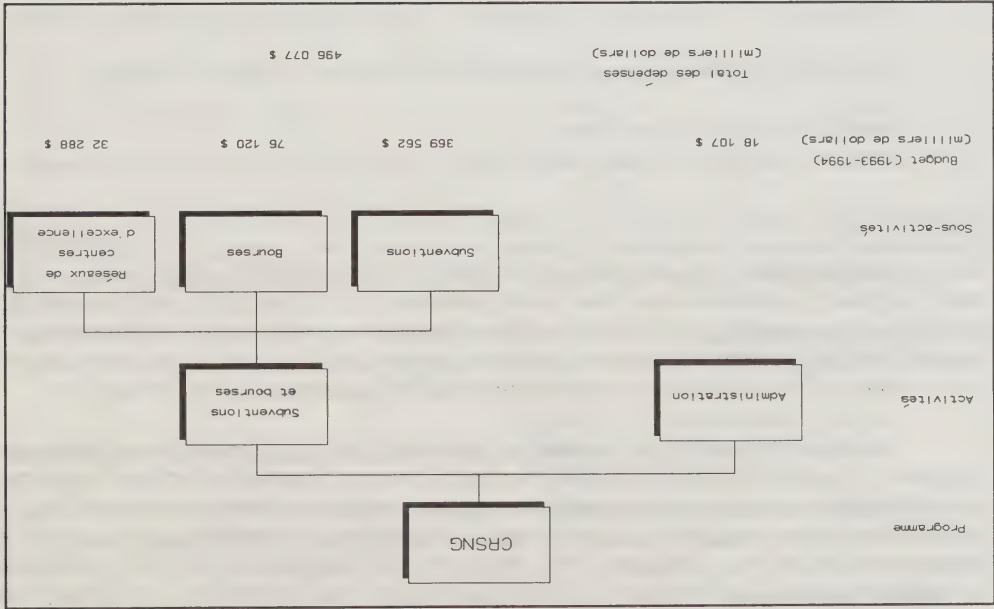 Programme
CRSNG
Activités
Administration
Subventions
et bourses
Sous-activités
Subventions
Bourses
Réseaux de
centres
d'excellence
Budget (1993-1994)
(milliers de dollars)
18 107 $
369 562 $
76 120 $
32 288 $
Total des dépenses
(milliers de dollars)
496 077 $